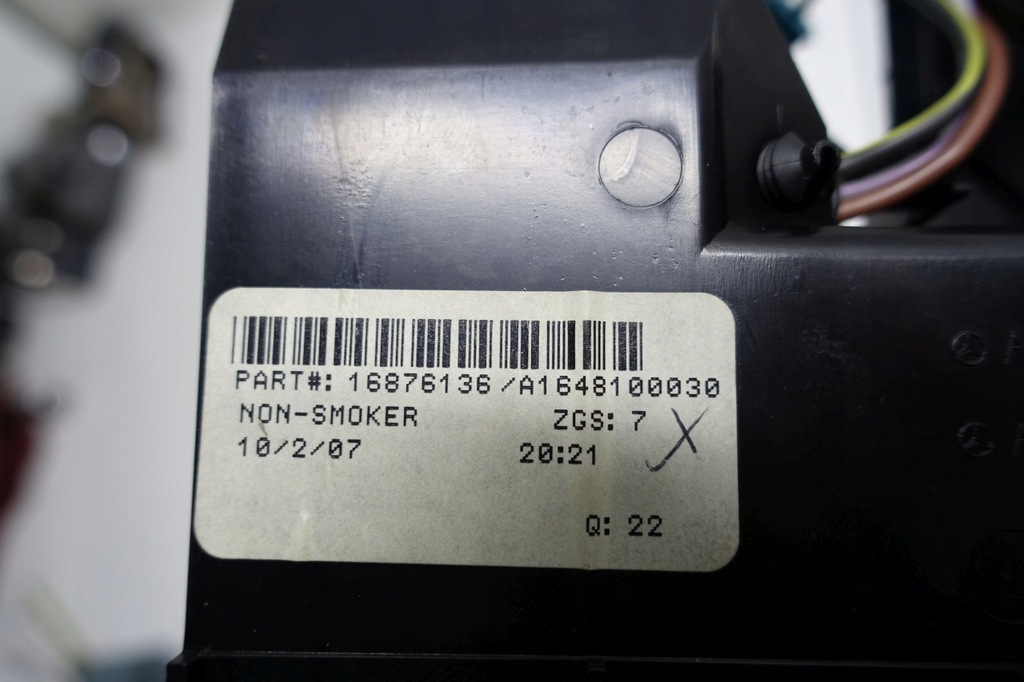 PART#: 16876136/A1648100030
NON-SMOKER ZGS: 7 X
10/2/07 20:21
Q: 22